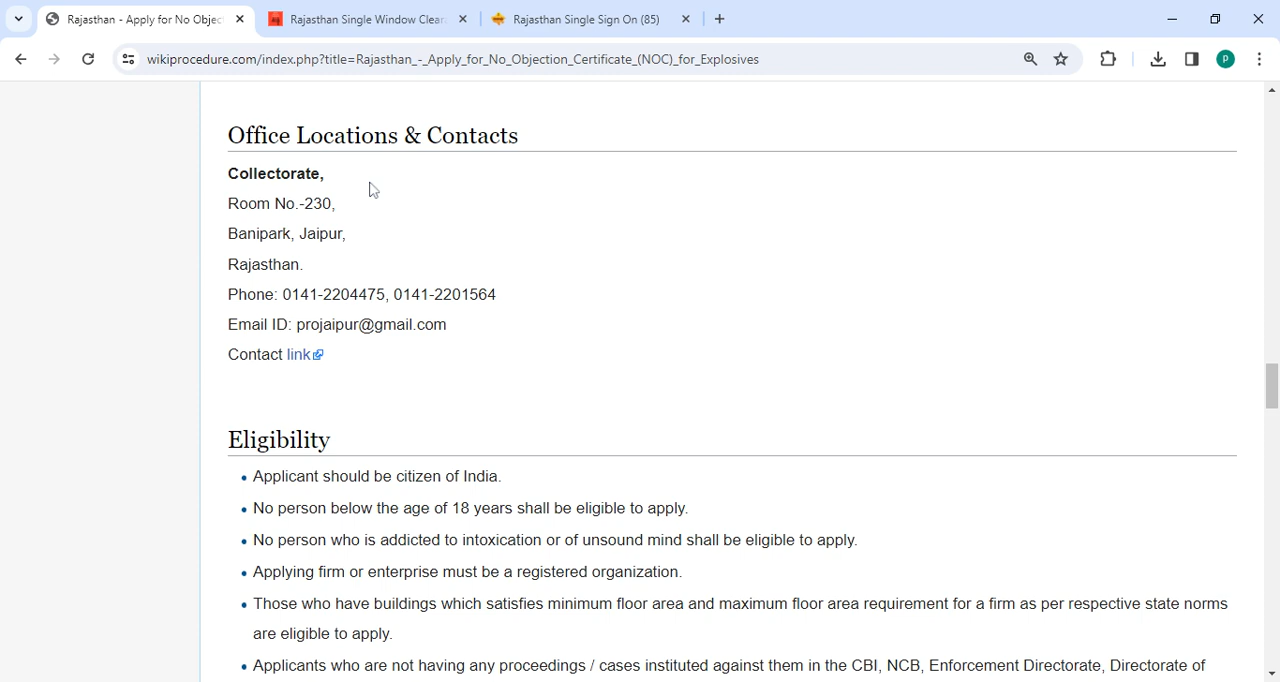 Rajasthan - Apply for No Objec
Rajasthan Single Window Clear
Rajasthan Single Sign On (85)
wikiprocedure.com/index.php?title=Rajasthan_-_Apply_for_No_Objection_Certificate_(NOC)_for_Explosives
P
Office Locations & Contacts
Collectorate,
Room No.-230,
Banipark, Jaipur,
Rajasthan.
Phone: 0141-2204475, 0141-2201564
Email ID: projaipur@gmail.com
Contact link
Eligibility
Applicant should be citizen of India.
No person below the age of 18 years shall be eligible to apply.
No person who is addicted to intoxication or of unsound mind shall be eligible to apply.
Applying firm or enterprise must be a registered organization.
Those who have buildings which satisfies minimum floor area and maximum floor area requirement for a firm as per respective state norms
are eligible to apply.
Applicants who are not having any proceedings / cases instituted against them in the CBI, NCB, Enforcement Directorate, Directorate of